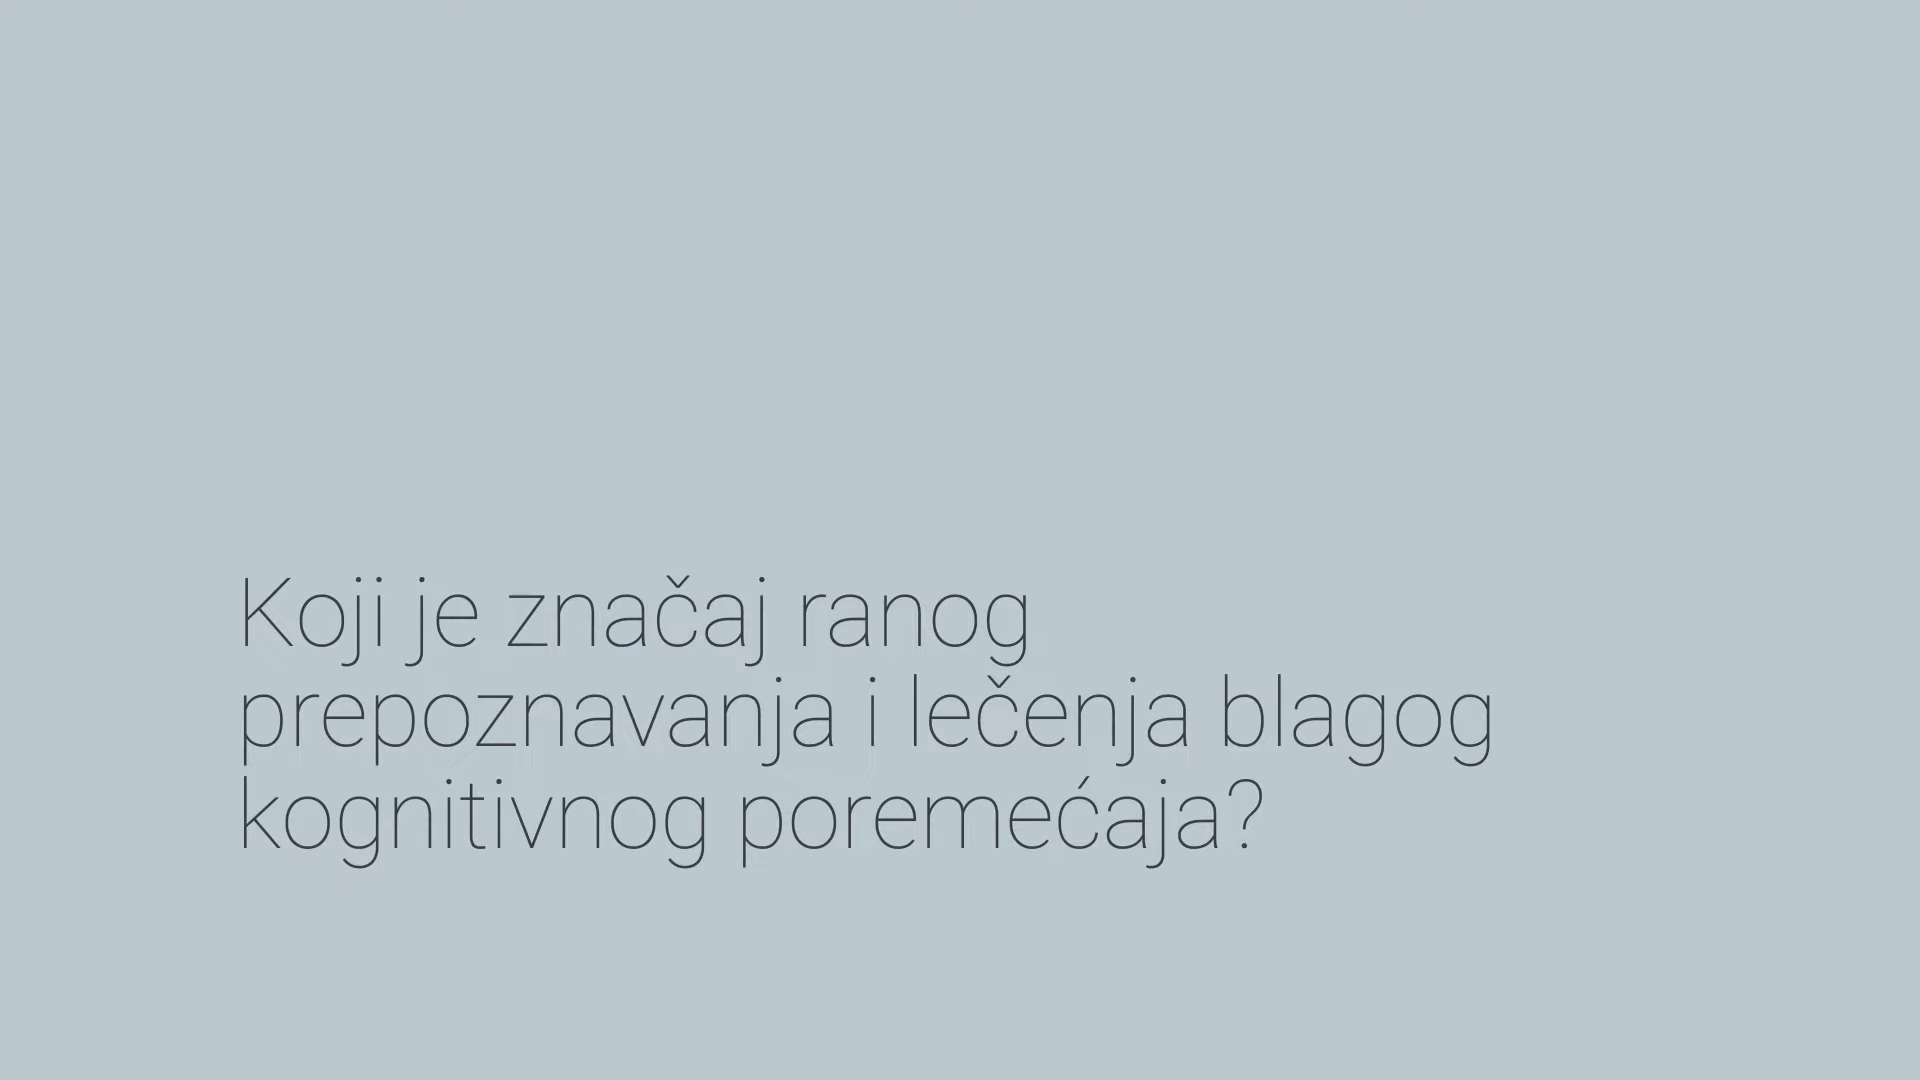 Koji je značaj ranog
prepoznavanja i lečenja blagog
kognitivnog poremećaja?